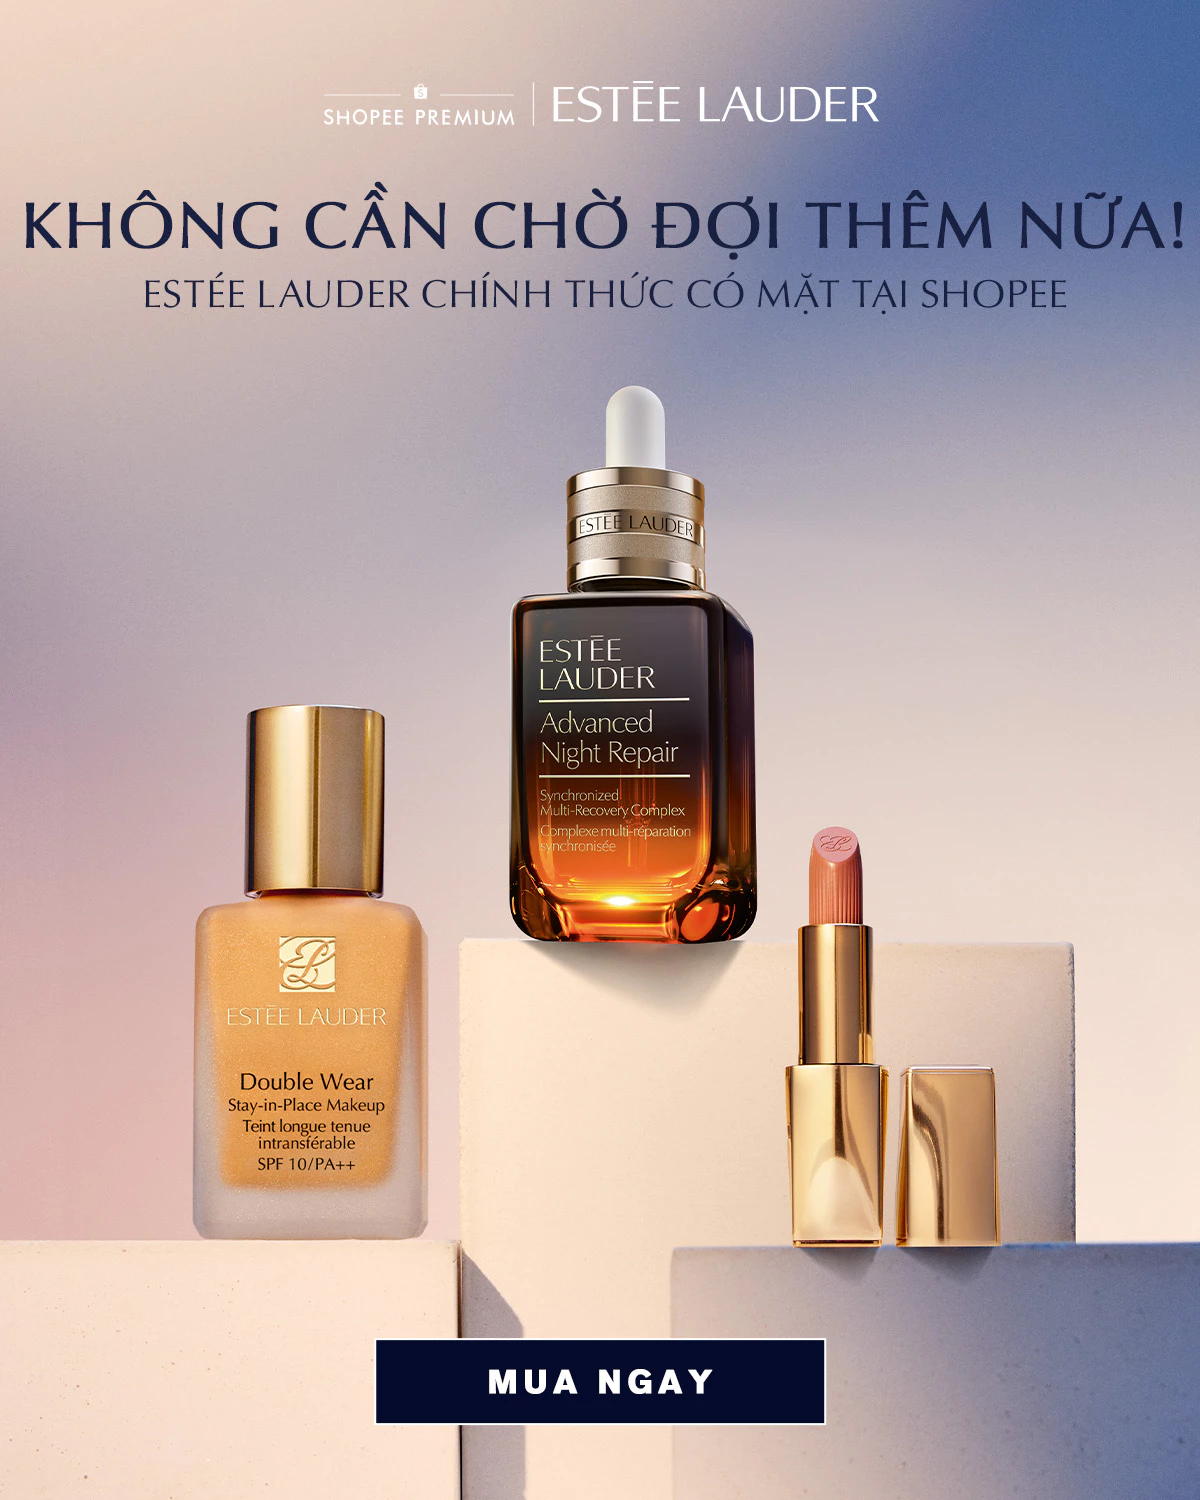 SHOPEE PREMIUM | ESTĒE LAUDER
KHÔNG CẦN CHỜ ĐỢI THÊM NỮA!
ESTÉE LAUDER CHÍNH THỨC CÓ MẶT TẠI SHOPEE
ESTĒE LAUDER
ESTĒE
LAUDER
Advanced
Night Repair
Synchronized
Multi-Recovery Complex
Complexe multi-réparation
synchronisée
EL
ESTĒE LAUDER
Double Wear
Stay-in-Place Makeup
Teint longue tenue
intransférable
SPF 10/PA++
EL
MUA NGAY